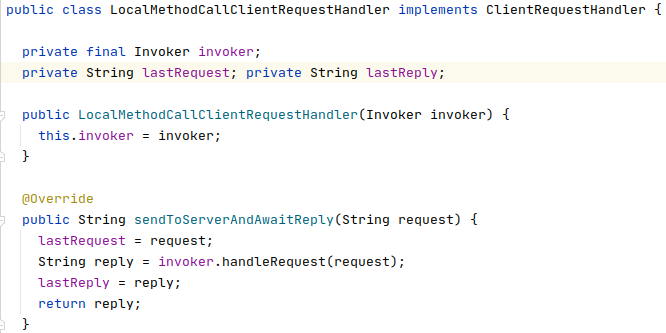 public class LocalMethodCallClientRequestHandler implements ClientRequestHandler {
private final Invoker invoker;
private String lastRequest; private String lastReply;
public LocalMethodCallClientRequestHandler(Invoker invoker) {
this.invoker = invoker;
}
@Override
public String sendToServerAndAwaitReply(String request) {
lastRequest = request;
String reply = invoker.handleRequest(request);
lastReply = reply;
return reply;
}